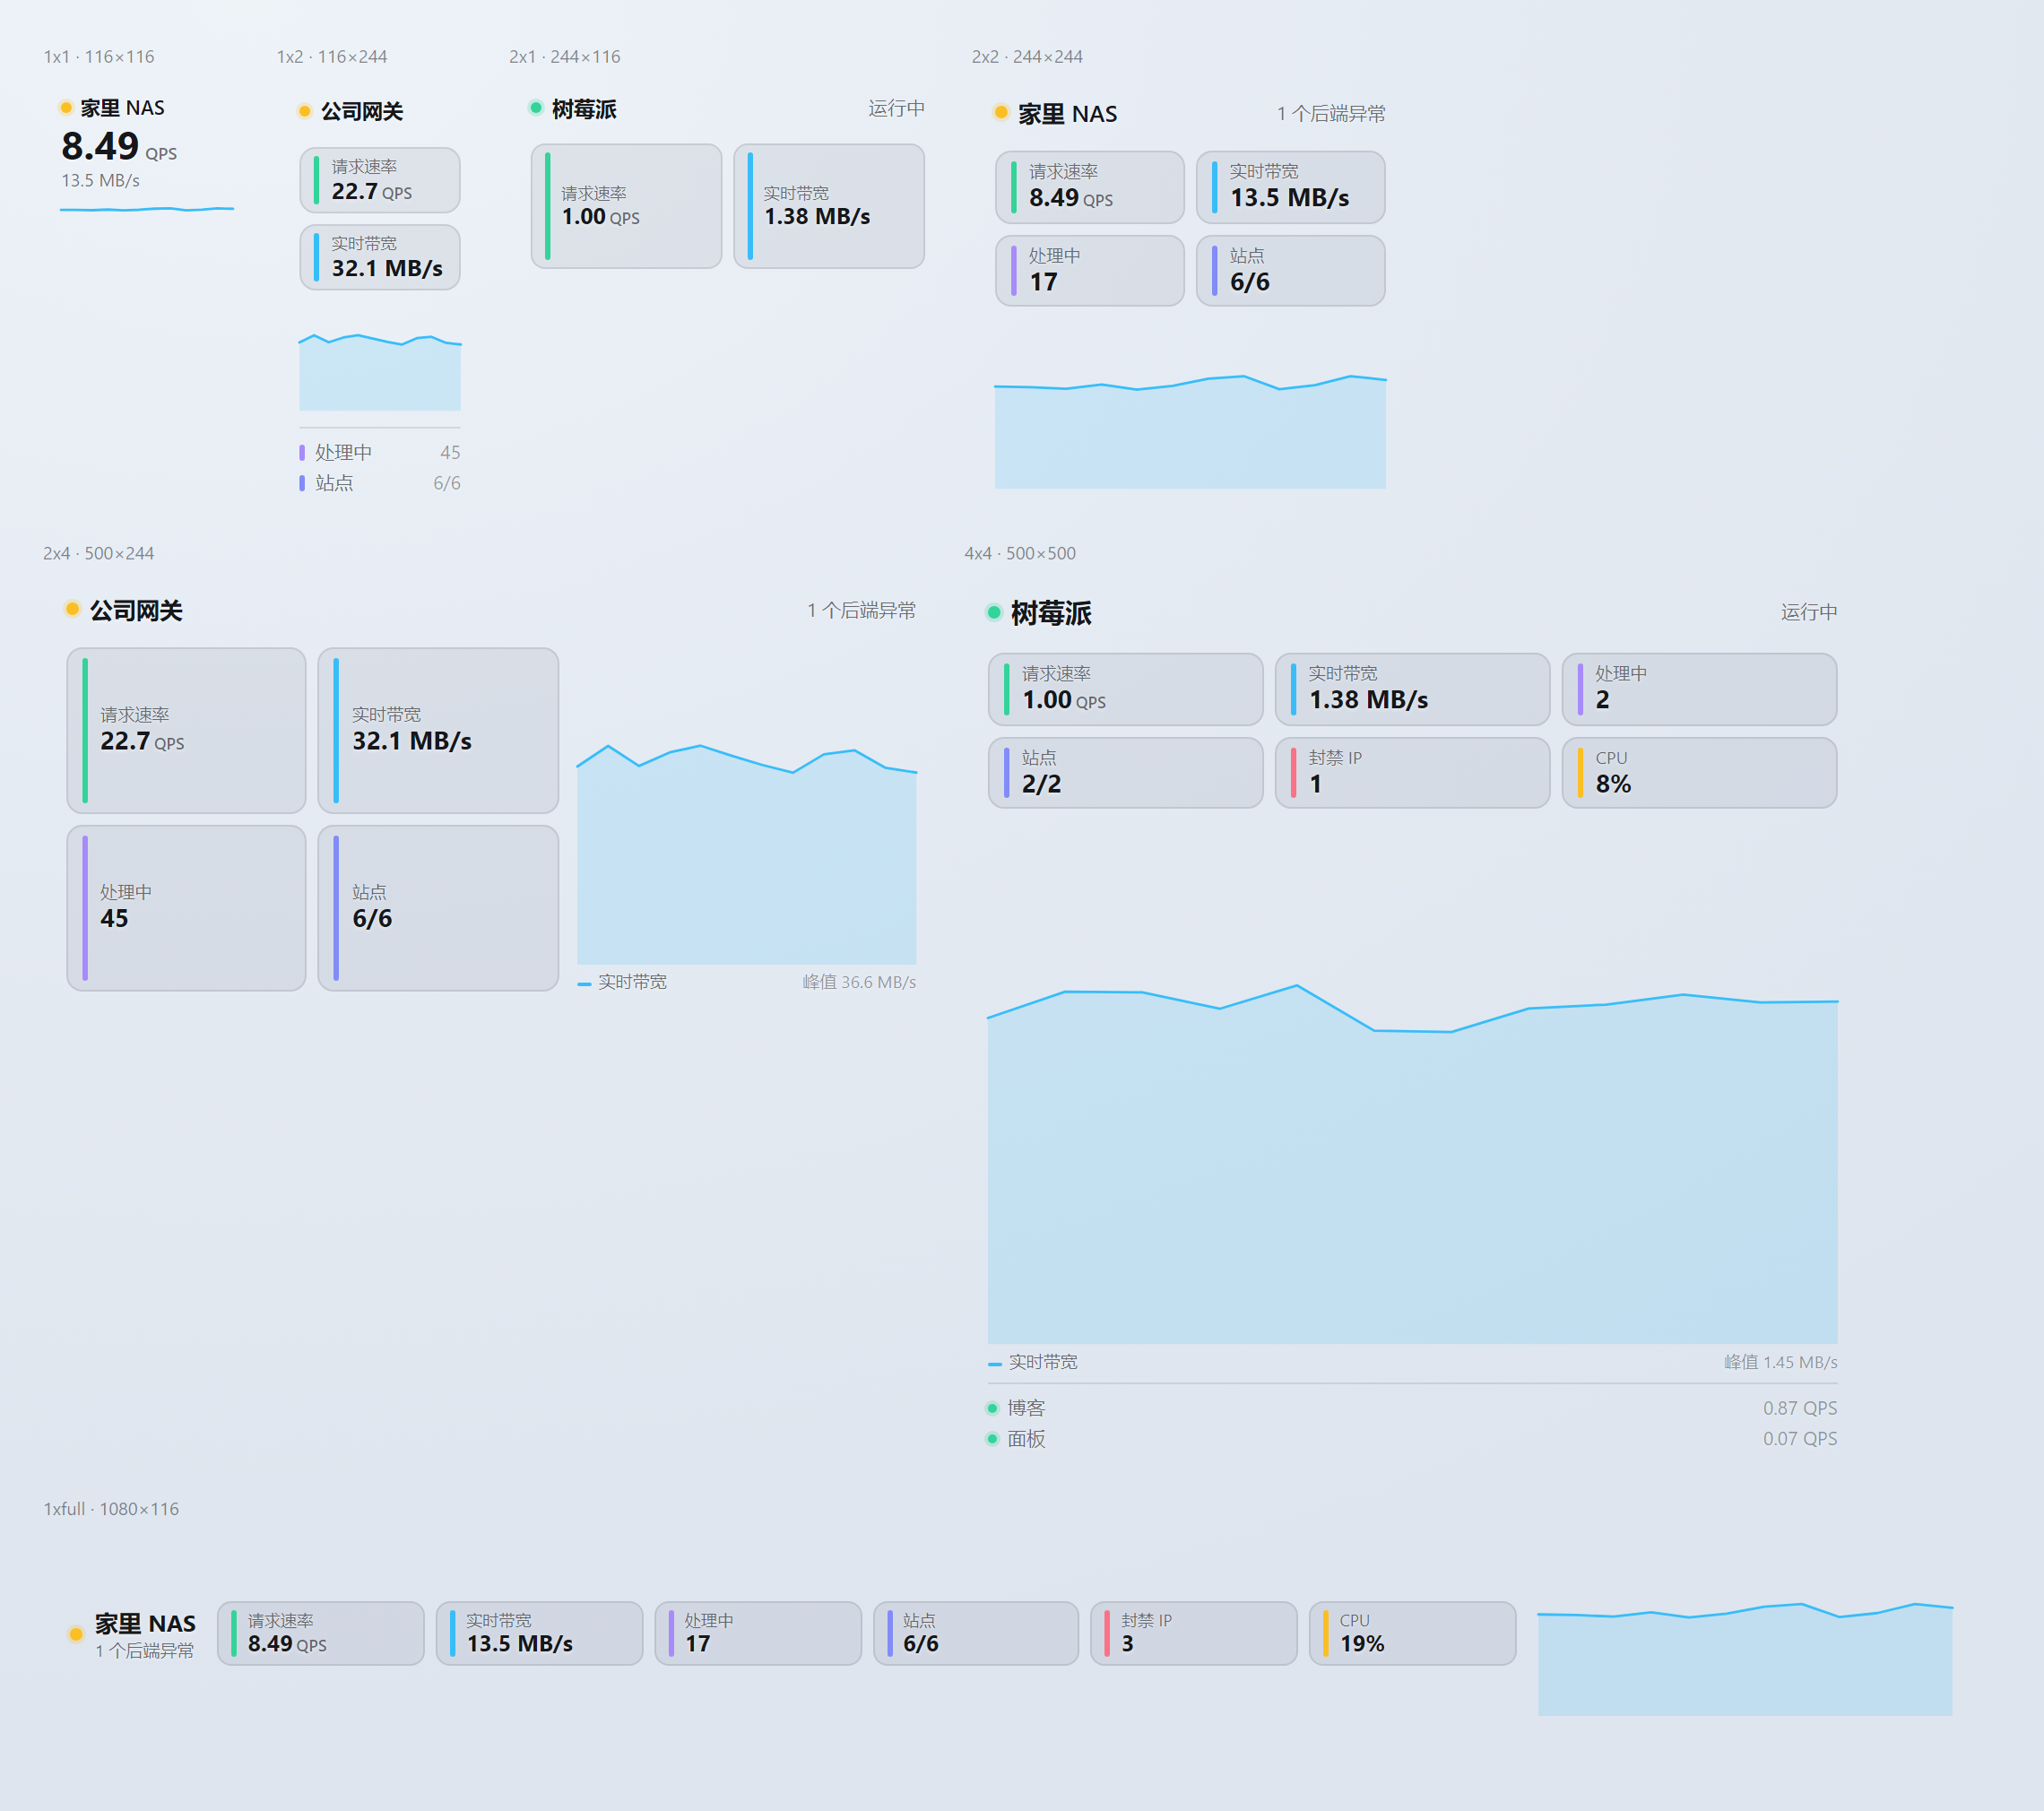 1x1 · 116×116
家里 NAS
8.49 QPS
13.5 MB/s
1x2 · 116×244
公司网关
请求速率
22.7 QPS
实时带宽
32.1 MB/s
处理中 45
站点 6/6
2x1 · 244×116
树莓派 运行中
请求速率
1.00 QPS
实时带宽
1.38 MB/s
2x2 · 244×244
家里 NAS 1 个后端异常
请求速率
8.49 QPS
实时带宽
13.5 MB/s
处理中
17
站点
6/6
2x4 · 500×244
公司网关 1 个后端异常
请求速率
22.7 QPS
实时带宽
32.1 MB/s
处理中
45
站点
6/6
实时带宽 峰值 36.6 MB/s
4x4 · 500×500
树莓派 运行中
请求速率
1.00 QPS
实时带宽
1.38 MB/s
处理中
2
站点
2/2
封禁 IP
1
CPU
8%
实时带宽 峰值 1.45 MB/s
博客 0.87 QPS
面板 0.07 QPS
1xfull · 1080×116
家里 NAS
1 个后端异常
请求速率
8.49 QPS
实时带宽
13.5 MB/s
处理中
17
站点
6/6
封禁 IP
3
CPU
19%